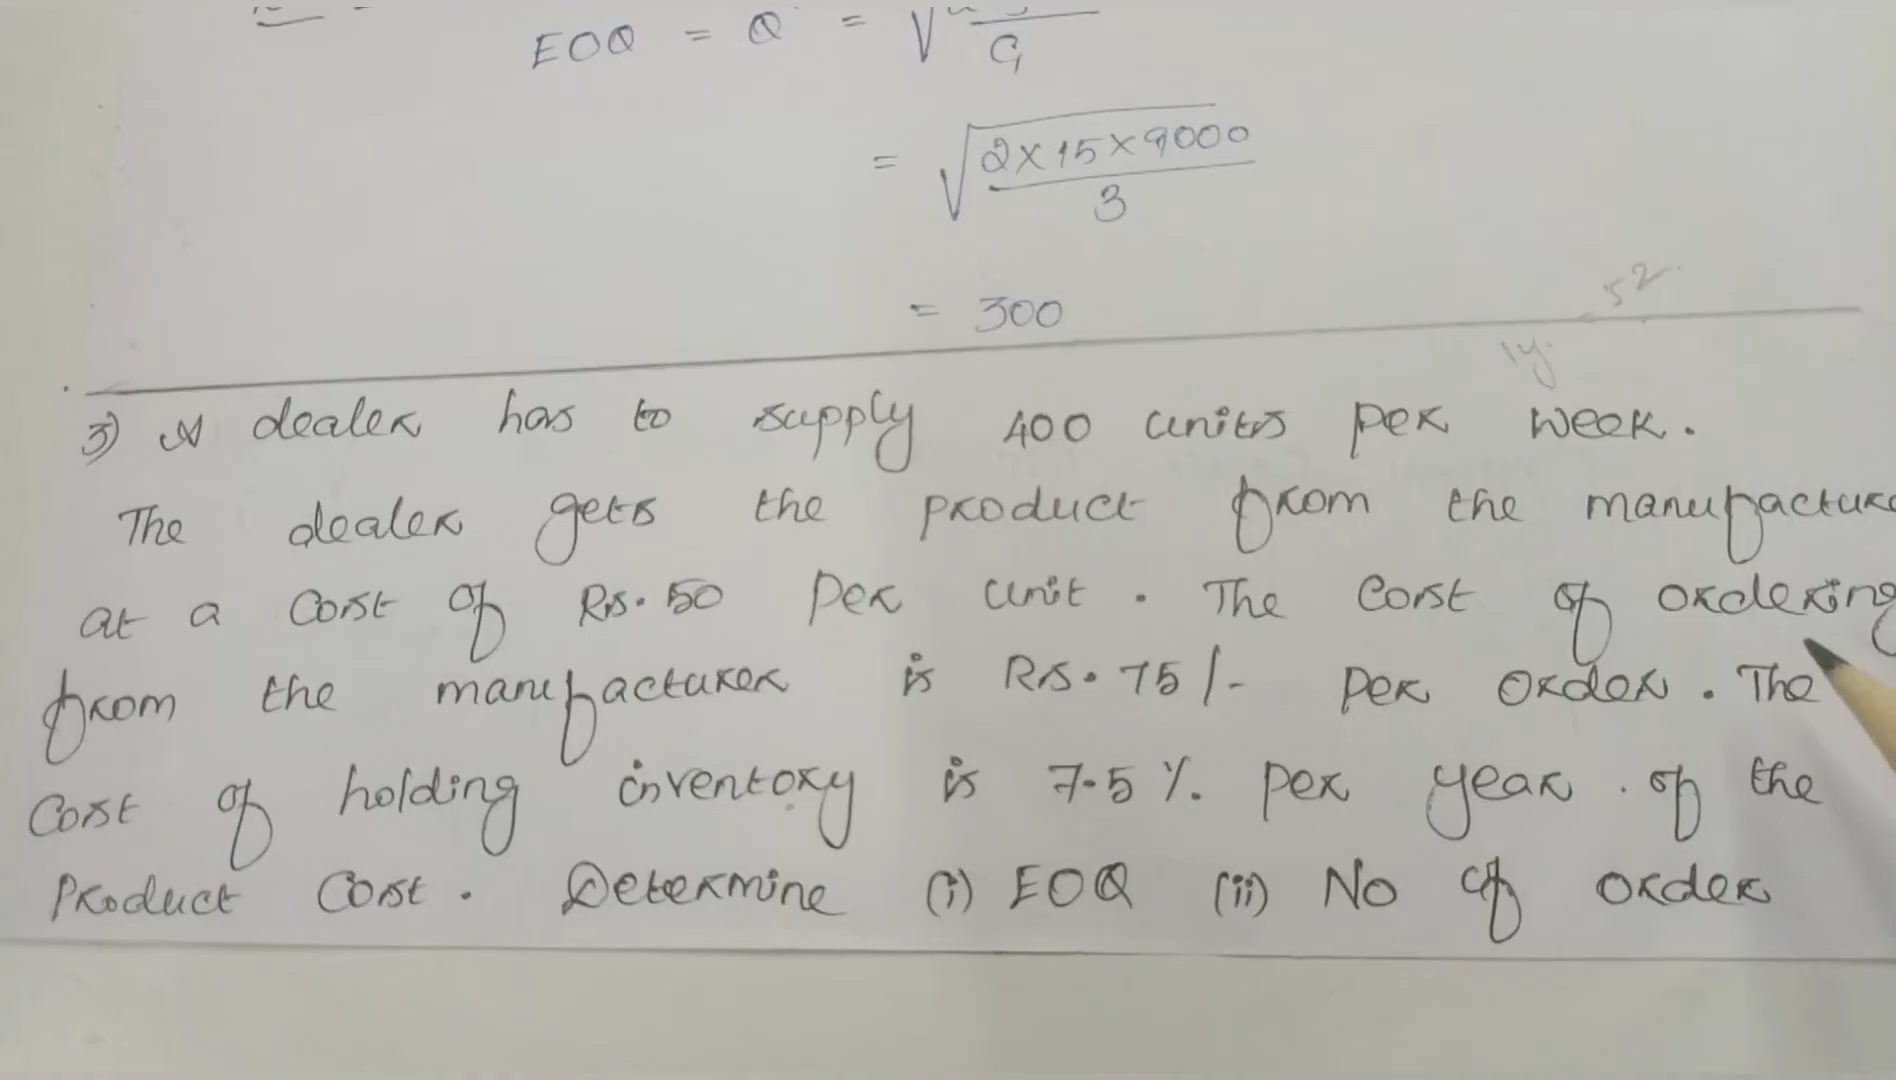 EOQ = Q = √
C₁
= √2×15×9000
3
= 300
52
1y.
3) A dealer has to supply 400 units per week.
The dealer gets the product from the manufacture
at a cost of Rs. 50 per unit. The cost of ordering
from the manufacturer is Rs. 75/- per order. The
cost of holding inventory is 7.5 %. per year. of the
product cost. Determine (i) EOQ (ii) No of order